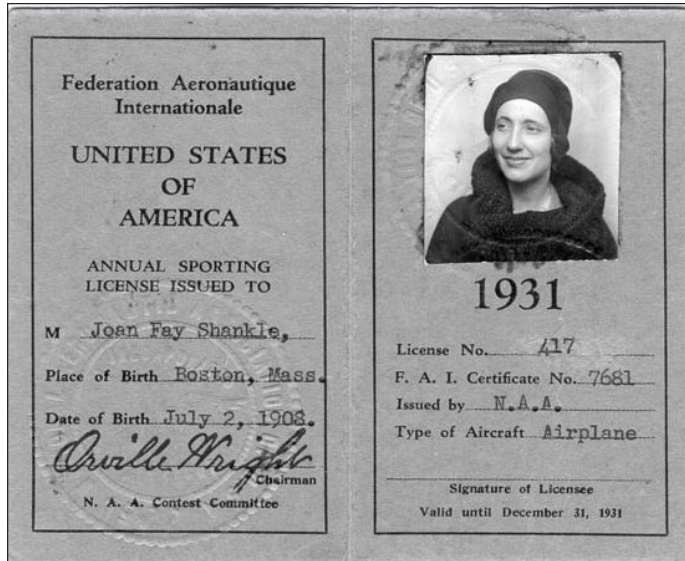 Federation Aeronautique
Internationale
UNITED STATES
OF
AMERICA
ANNUAL SPORTING
LICENSE ISSUED TO
M Joan Fay Shankle,
Place of Birth Boston, Mass.
Date of Birth July 2, 1908.
Orville Wright
Chairman
N. A. A. Contest Committee
1931
License No. 417
F. A. I. Certificate No. 7681
Issued by N.A.A.
Type of Aircraft Airplane
Signature of Licensee
Valid until December 31, 1931